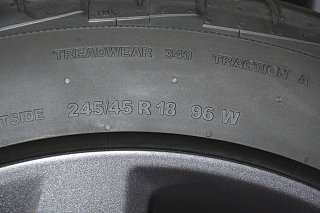 TREADWEAR 340 TRACTION A
TSIDE 245/45 R 18 96 W